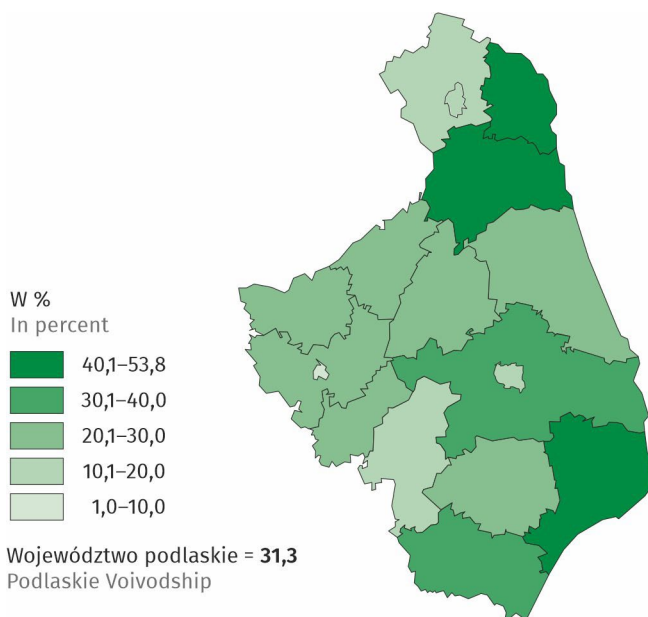 W %
In percent
40,1–53,8
30,1–40,0
20,1–30,0
10,1–20,0
1,0–10,0
Województwo podlaskie = 31,3
Podlaskie Voivodship